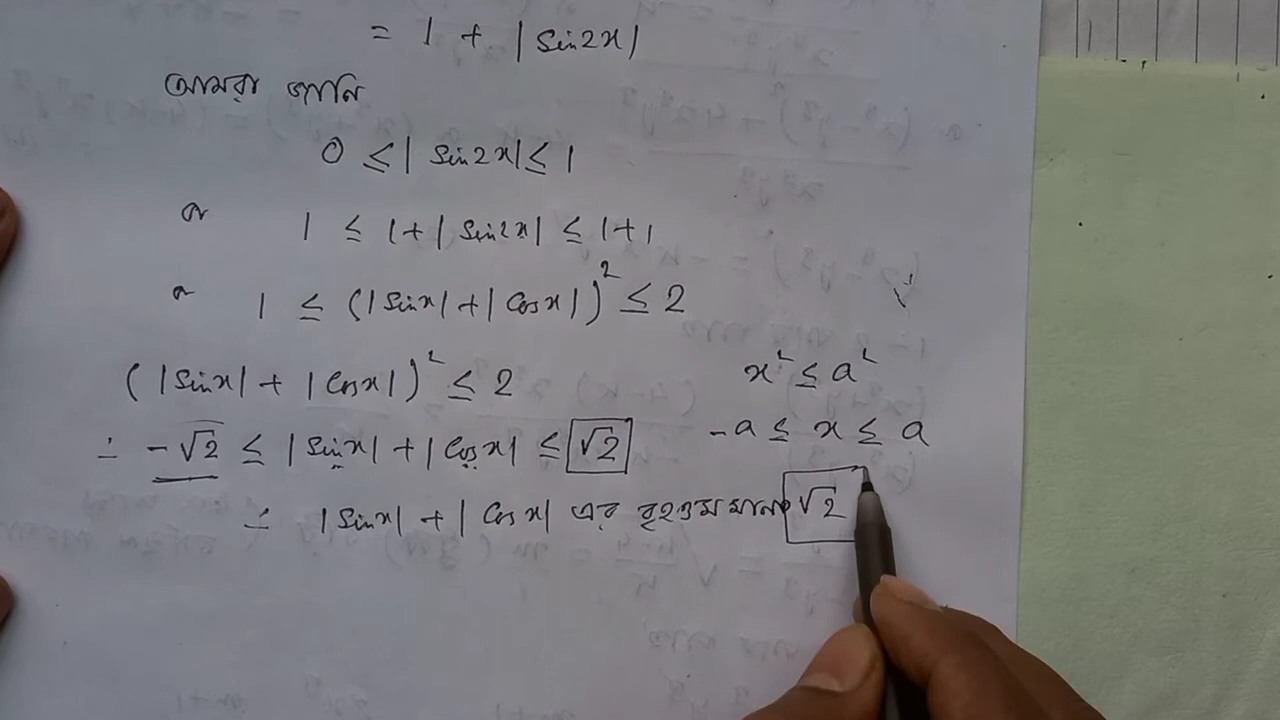 = 1 + |Sin2x|
আমরা জানি
0 ≤ |Sin2x| ≤ 1
বা 1 ≤ 1+|Sin2x| ≤ 1+1
বা 1 ≤ (|Sinx|+|Cosx|)² ≤ 2
(|Sinx|+|Cosx|)² ≤ 2
x² ≤ a²
∴ -√2 ≤ |Sinx|+|Cosx| ≤ √2
-a ≤ x ≤ a
∴ |Sinx|+|Cosx| এর বৃহত্তম মান √2